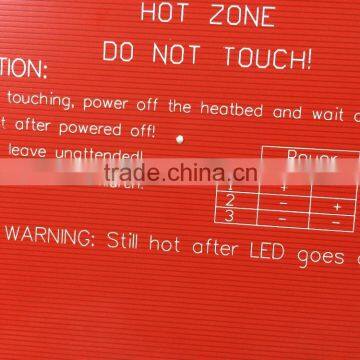 HOT ZONE
DO NOT TOUCH!
TION:
touching, power off the heatbed and wait
t after powered off!
leave unattended!
trade.china.cn
1 +
2 - +
3 - -
WARNING: Still hot after LED goes